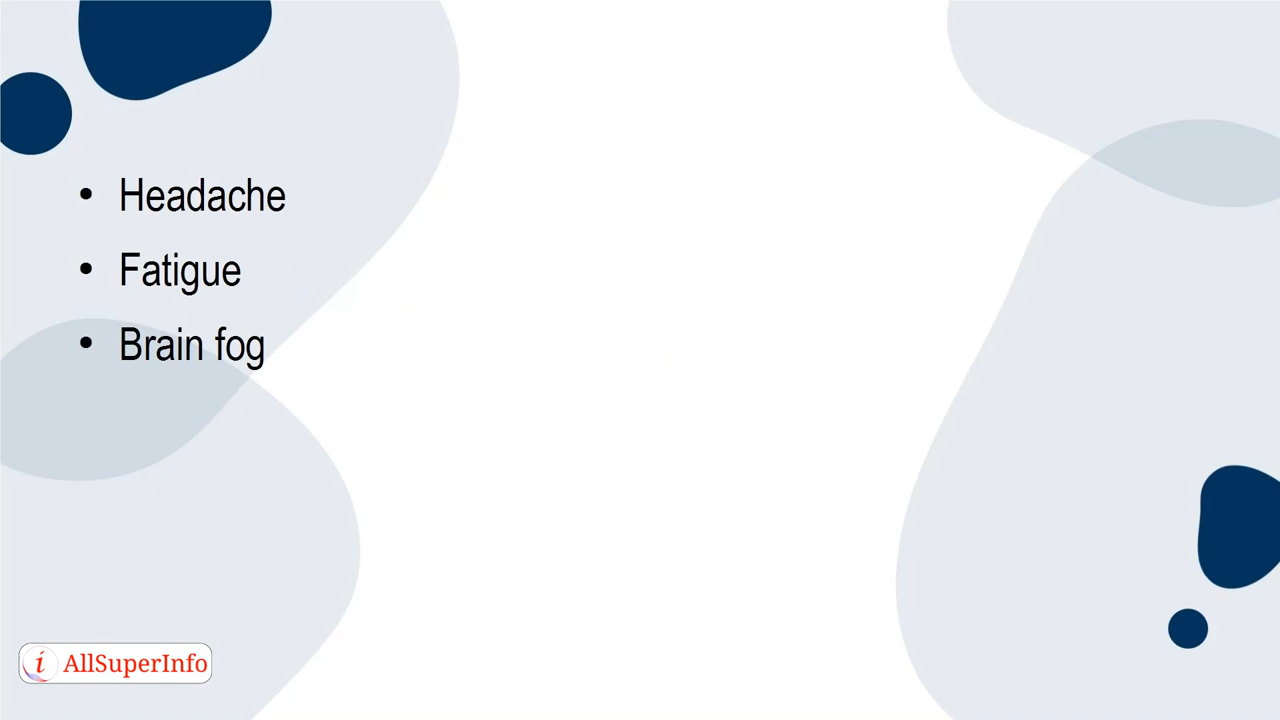 • Headache
• Fatigue
• Brain fog
i AllSuperInfo